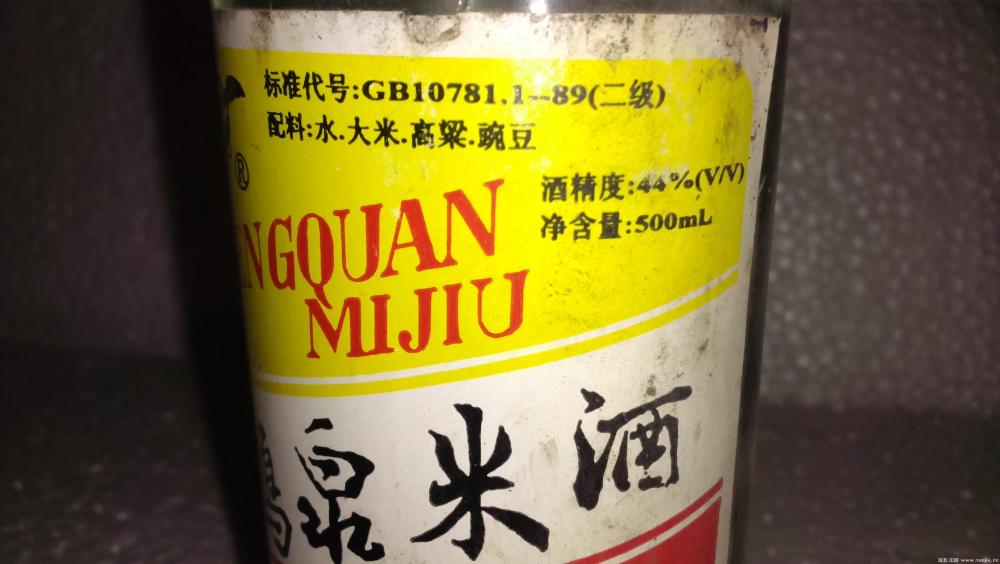 标准代号:GB10781.1--89(二级)
配料:水.大米.高粱.豌豆
®
酒精度:44%(V/V)
净含量:500mL
NGQUAN
MIJIU
泉米酒